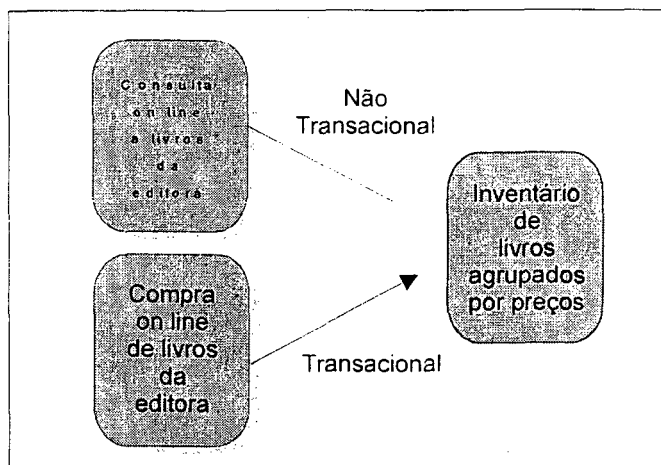 Consulta
on line
a livros
da
editora
Não
Transacional
Inventário
de
livros
agrupados
por preços
Compra
on line
de livros
da
editora
Transacional